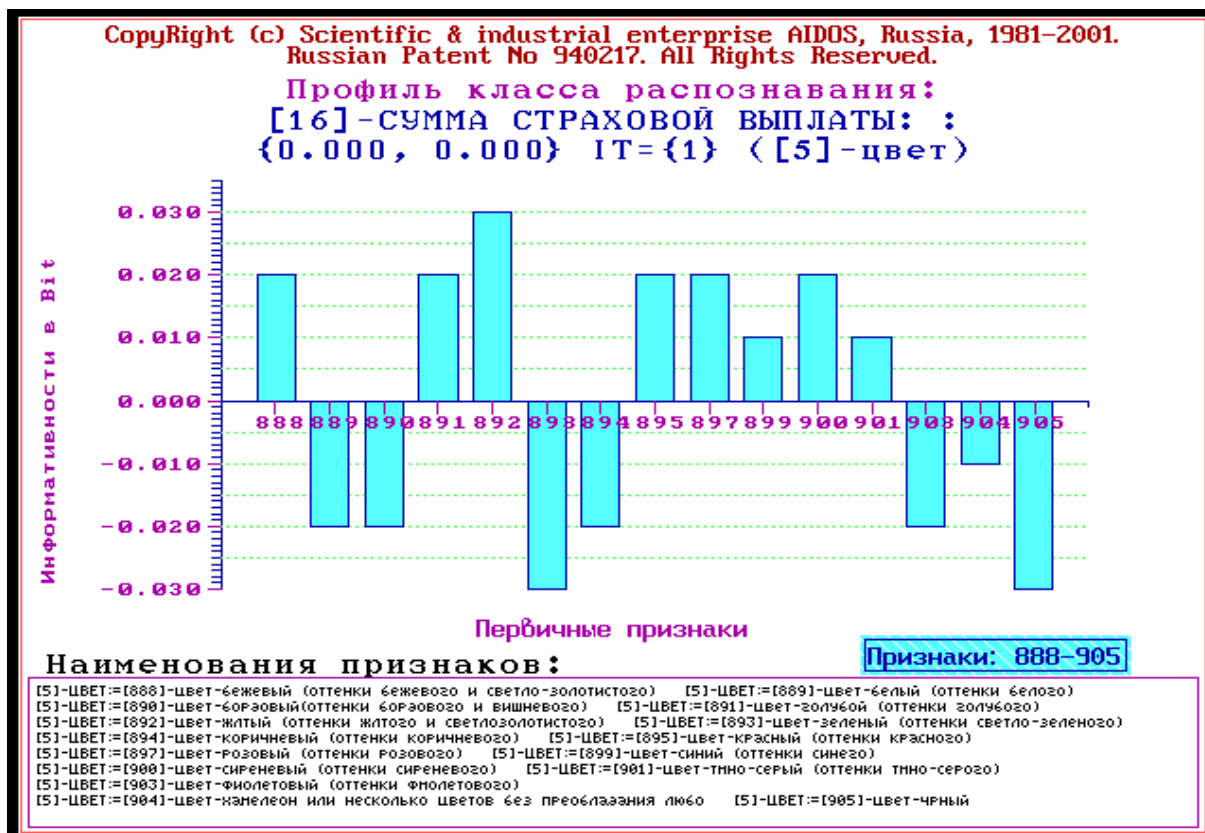 CopyRight (c) Scientific & industrial enterprise AIDOS, Russia, 1981-2001.
Russian Patent No 940217. All Rights Reserved.
Профиль класса распознавания:
[16]-СУММА СТРАХОВОЙ ВЫПЛАТЫ: :
{0.000, 0.000} IT={1} ([5]-цвет)
Информативности в Bit
0.030
0.020
0.010
0.000
-0.010
-0.020
-0.030
888 889 890 891 892 893 894 895 897 899 900 901 903 904 905
Первичные признаки
Признаки: 888-905
Наименования признаков:
[5]-ЦВЕТ:=[888]-цвет-бежевый (оттенки бежевого и светло-золотистого) [5]-ЦВЕТ:=[889]-цвет-белый (оттенки белого)
[5]-ЦВЕТ:=[890]-цвет-бордовый(оттенки бордового и вишневого) [5]-ЦВЕТ:=[891]-цвет-голубой (оттенки голубого)
[5]-ЦВЕТ:=[892]-цвет-жлтый (оттенки жлтого и светлозолотистого) [5]-ЦВЕТ:=[893]-цвет-зеленый (оттенки светло-зеленого)
[5]-ЦВЕТ:=[894]-цвет-коричневый (оттенки коричневого) [5]-ЦВЕТ:=[895]-цвет-красный (оттенки красного)
[5]-ЦВЕТ:=[897]-цвет-розовый (оттенки розового) [5]-ЦВЕТ:=[899]-цвет-синий (оттенки синего)
[5]-ЦВЕТ:=[900]-цвет-сиреневый (оттенки сиреневого) [5]-ЦВЕТ:=[901]-цвет-тмно-серый (оттенки тмно-серого)
[5]-ЦВЕТ:=[903]-цвет-фиолетовый (оттенки фиолетового)
[5]-ЦВЕТ:=[904]-цвет-хамелеон или несколько цветов без преобладания любо [5]-ЦВЕТ:=[905]-цвет-чрный